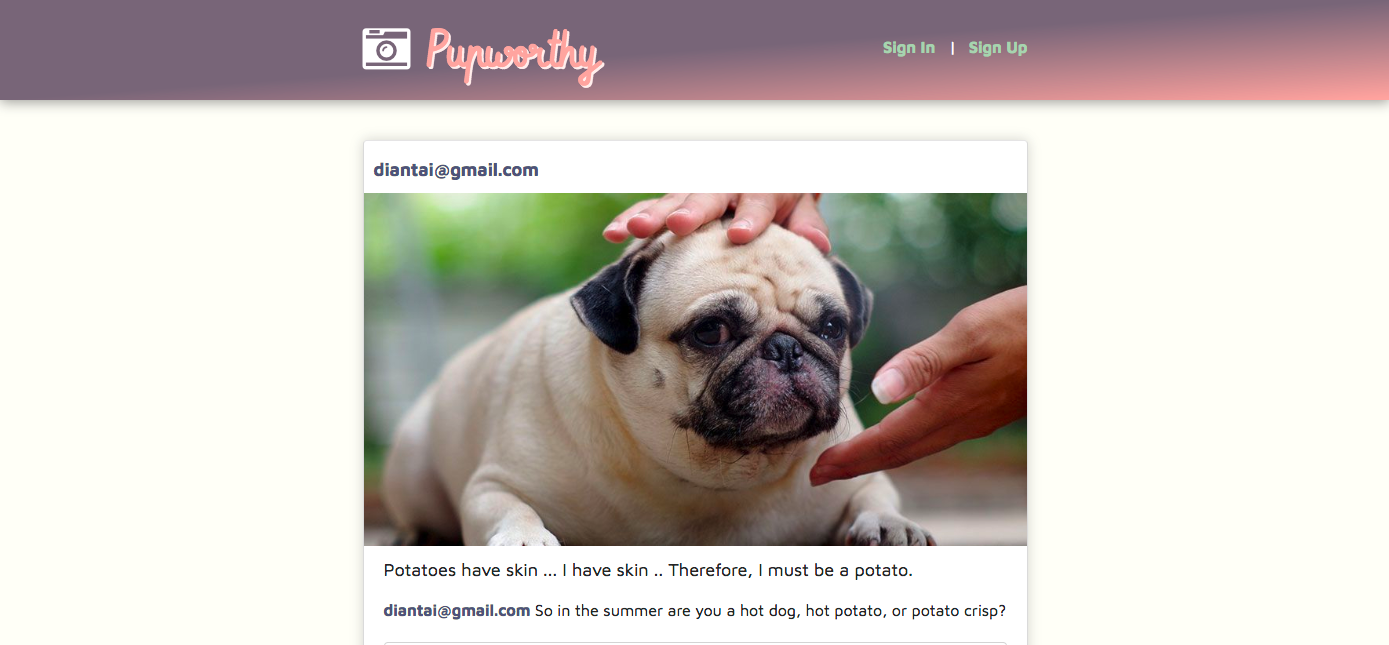 Pupworthy
Sign In | Sign Up
diantai@gmail.com
Potatoes have skin ... I have skin .. Therefore, I must be a potato.
diantai@gmail.com So in the summer are you a hot dog, hot potato, or potato crisp?